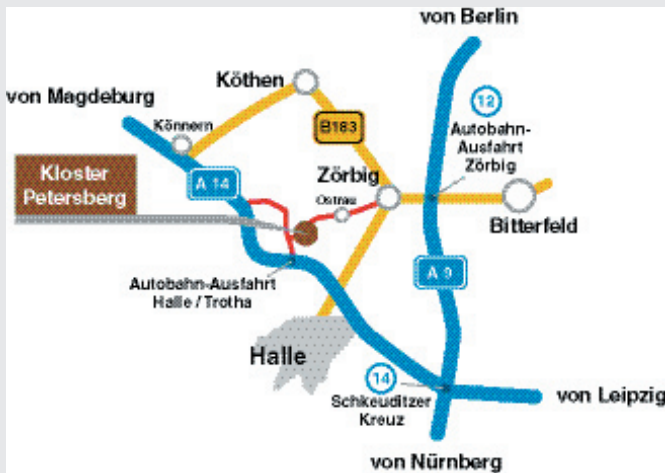 von Berlin
Köthen
12
von Magdeburg
Könnern
B183
Autobahn-
Ausfahrt
Zörbig
Kloster
Petersberg
A 14
Zörbig
Ostrau
Bitterfeld
Autobahn-Ausfahrt
Halle / Trotha
A 9
Halle
14
Schkeuditzer
Kreuz
von Leipzig
von Nürnberg